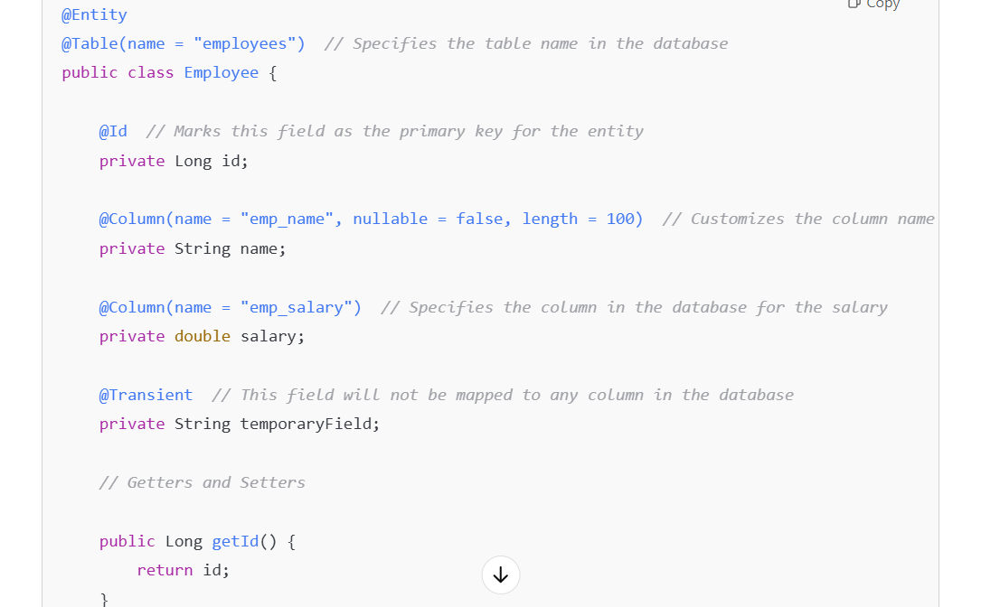 Copy
@Entity
@Table(name = "employees")  // Specifies the table name in the database
public class Employee {
@Id  // Marks this field as the primary key for the entity
private Long id;
@Column(name = "emp_name", nullable = false, length = 100)  // Customizes the column name
private String name;
@Column(name = "emp_salary")  // Specifies the column in the database for the salary
private double salary;
@Transient  // This field will not be mapped to any column in the database
private String temporaryField;
// Getters and Setters
public Long getId() {
return id;
}